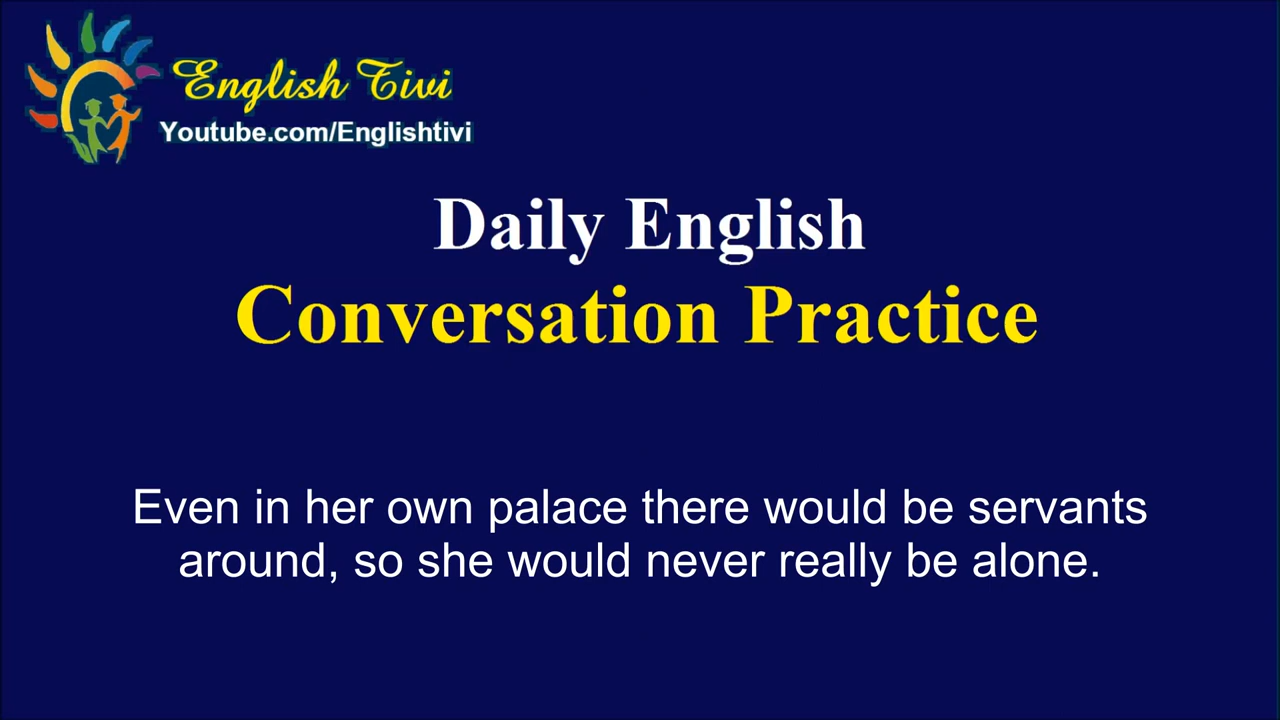 English Tivi
Youtube.com/Englishtivi
Daily English
Conversation Practice
Even in her own palace there would be servants
around, so she would never really be alone.